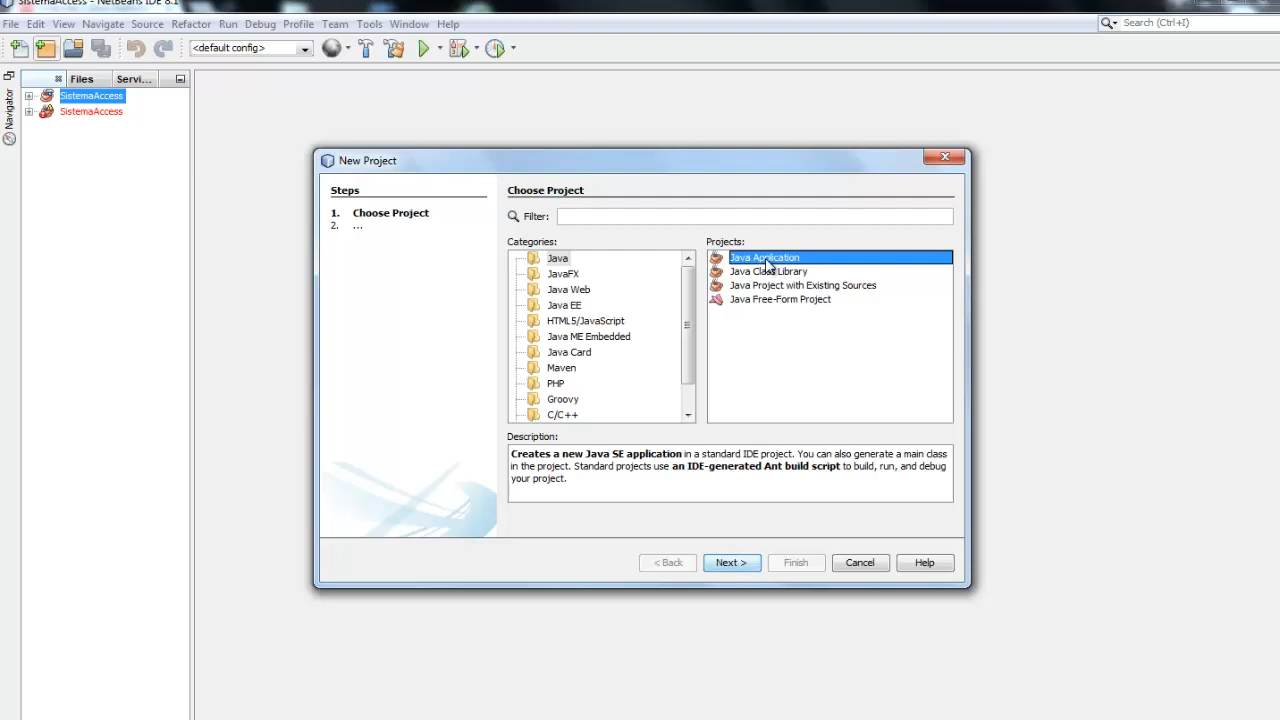 SistemaAccess - NetBeans IDE 8.1
File Edit View Navigate Source Refactor Run Debug Profile Team Tools Window Help
Search (Ctrl+I)
<default config>
Files Servi...
Navigator
SistemaAccess
SistemaAccess
New Project
Steps
1. Choose Project
2. ...
Choose Project
Filter:
Categories:
Java
JavaFX
Java Web
Java EE
HTML5/JavaScript
Java ME Embedded
Java Card
Maven
PHP
Groovy
C/C++
Projects:
Java Application
Java Class Library
Java Project with Existing Sources
Java Free-Form Project
Description:
Creates a new Java SE application in a standard IDE project. You can also generate a main class
in the project. Standard projects use an IDE-generated Ant build script to build, run, and debug
your project.
< Back Next > Finish Cancel Help